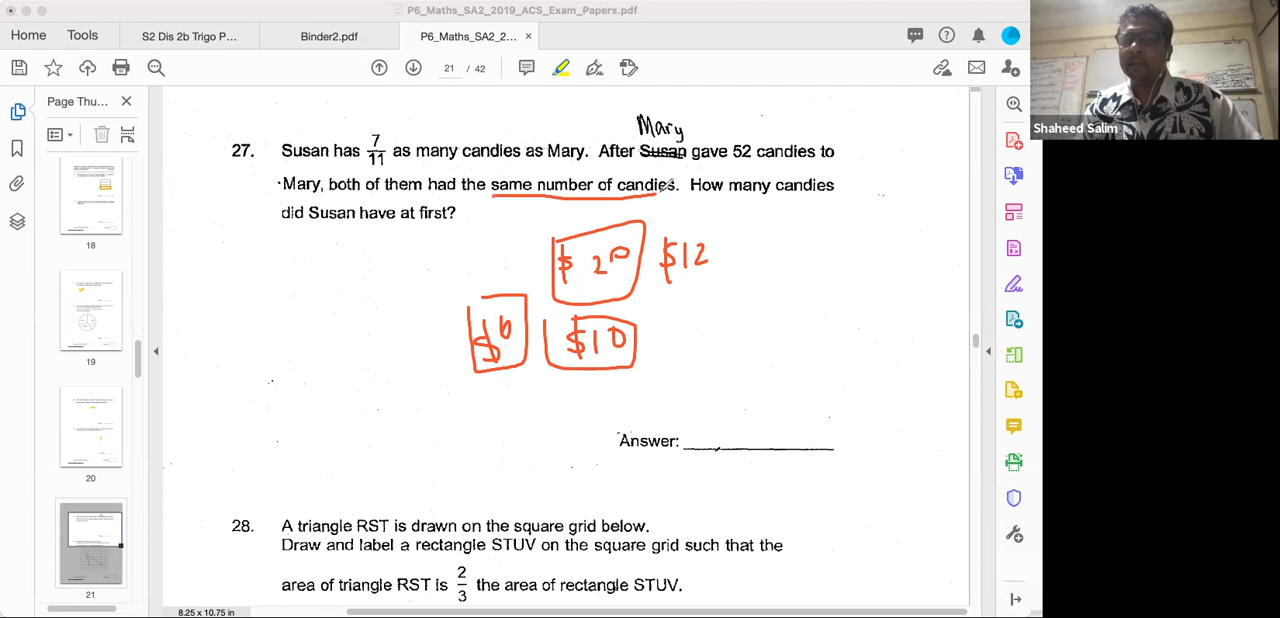 P6_Maths_SA2_2019_ACS_Exam_Papers.pdf
Home Tools S2 Dis 2b Trigo P... Binder2.pdf P6_Maths_SA2_2... ×
21 / 42
Page Thu... ×
18
19
20
21
Mary
27. Susan has 7/11 as many candies as Mary. After Susan gave 52 candies to
Mary, both of them had the same number of candies. How many candies
did Susan have at first?
$ 20 $12
$6 $10
Answer:
28. A triangle RST is drawn on the square grid below.
Draw and label a rectangle STUV on the square grid such that the
area of triangle RST is 2/3 the area of rectangle STUV.
8.25 x 10.75 in
Shaheed Salim